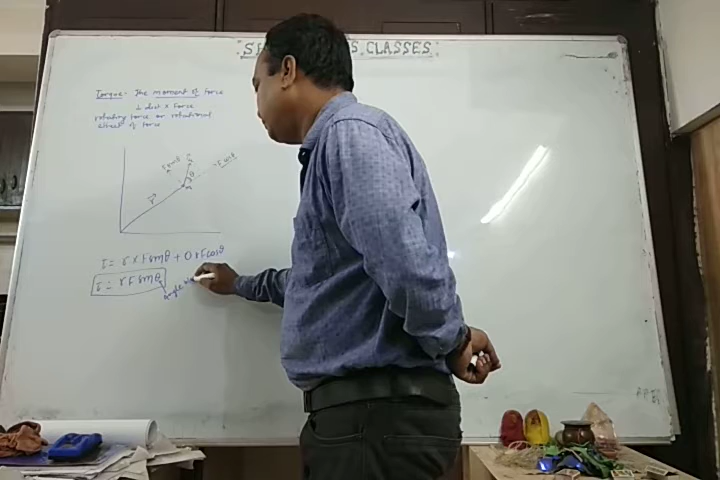 CLASSES
Torque: The moment of force
⊥ dist × Force
rotating force or rotational
effect of force
F sinθ
F cosθ
θ
r⃗
τ = r × F sinθ + 0 × F cosθ
τ = r F sinθ
angle